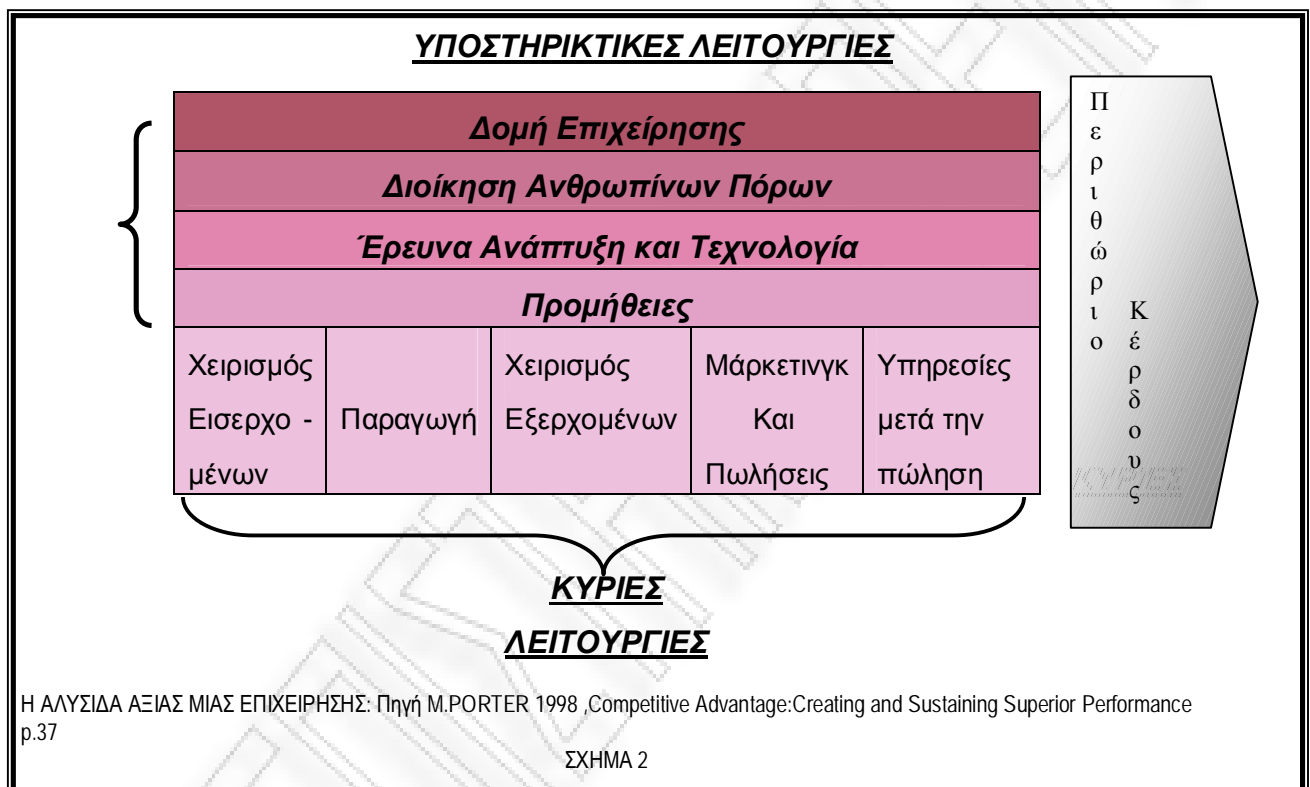 ΥΠΟΣΤΗΡΙΚΤΙΚΕΣ ΛΕΙΤΟΥΡΓΙΕΣ
Δομή Επιχείρησης
Διοίκηση Ανθρωπίνων Πόρων
Έρευνα Ανάπτυξη και Τεχνολογία
Προμήθειες
Χειρισμός
Εισερχο -
μένων
Παραγωγή
Χειρισμός
Εξερχομένων
Μάρκετινγκ
Και
Πωλήσεις
Υπηρεσίες
μετά την
πώληση
Περιθώριο
Κέρδους
ΚΥΡΙΕΣ
ΚΥΡΙΕΣ
ΛΕΙΤΟΥΡΓΙΕΣ
Η ΑΛΥΣΙΔΑ ΑΞΙΑΣ ΜΙΑΣ ΕΠΙΧΕΙΡΗΣΗΣ: Πηγή M.PORTER 1998 ,Competitive Advantage:Creating and Sustaining Superior Performance
p.37
ΣΧΗΜΑ 2